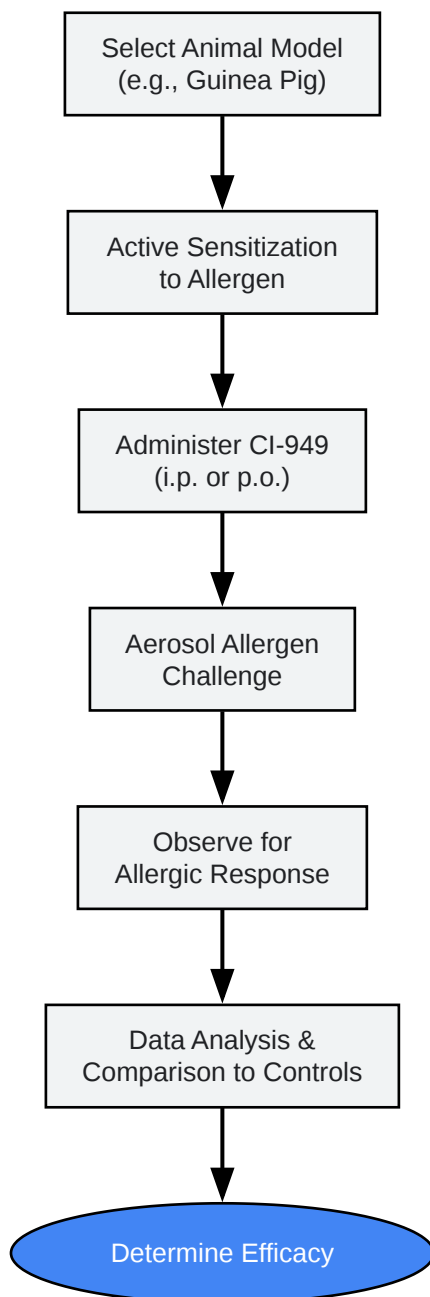 Select Animal Model
(e.g., Guinea Pig)
Active Sensitization
to Allergen
Administer CI-949
(i.p. or p.o.)
Aerosol Allergen
Challenge
Observe for
Allergic Response
Data Analysis &
Comparison to Controls
Determine Efficacy